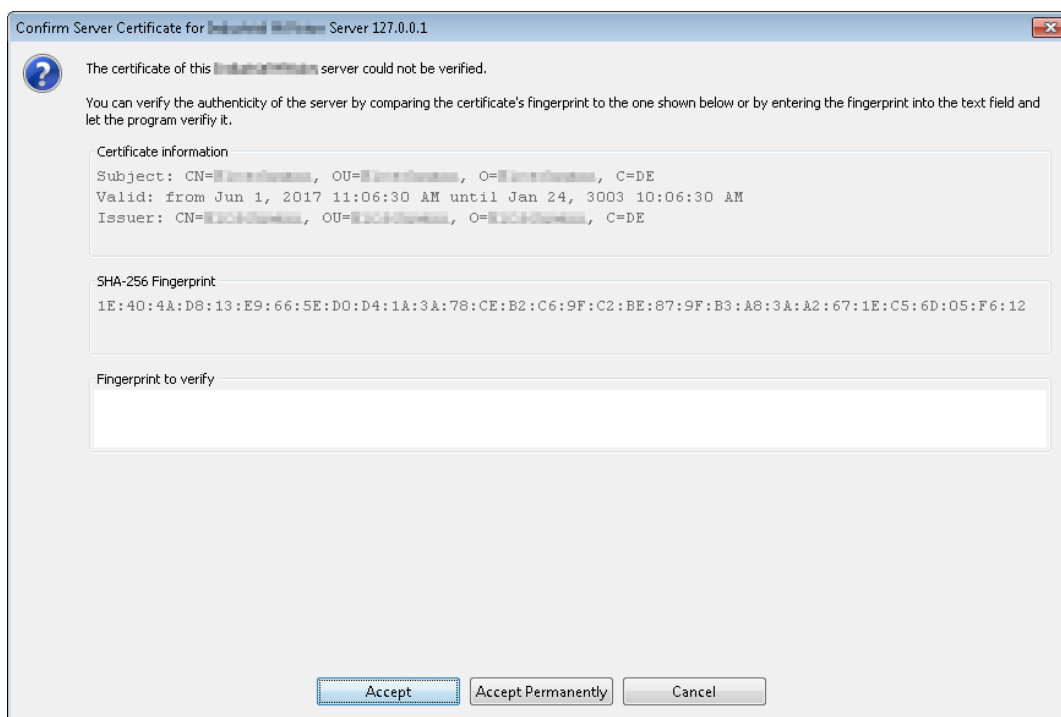 Confirm Server Certificate for Server 127.0.0.1
The certificate of this server could not be verified.
You can verify the authenticity of the server by comparing the certificate's fingerprint to the one shown below or by entering the fingerprint into the text field and
let the program verifiy it.
Certificate information
Subject: CN=, OU=, O=, C=DE
Valid: from Jun 1, 2017 11:06:30 AM until Jan 24, 3003 10:06:30 AM
Issuer: CN=, OU=, O=, C=DE
SHA-256 Fingerprint
1E:40:4A:D8:13:E9:66:5E:D0:D4:1A:3A:78:CE:B2:C6:9F:C2:BE:87:9F:B3:A8:3A:A2:67:1E:C5:6D:05:F6:12
Fingerprint to verify
Accept
Accept Permanently
Cancel